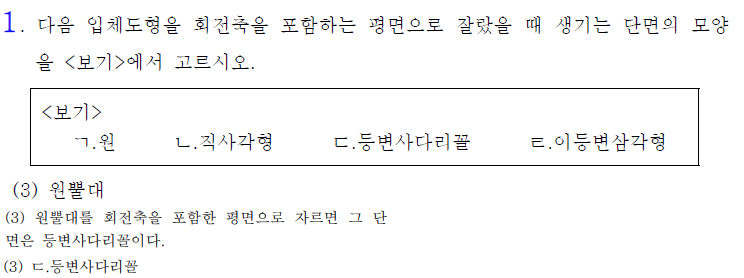 1. 다음 입체도형을 회전축을 포함하는 평면으로 잘랐을 때 생기는 단면의 모양
을 <보기>에서 고르시오.
<보기>
ㄱ.원 ㄴ.직사각형 ㄷ.등변사다리꼴 ㄹ.이등변삼각형
(3) 원뿔대
(3) 원뿔대를 회전축을 포함한 평면으로 자르면 그 단
면은 등변사다리꼴이다.
(3) ㄷ.등변사다리꼴